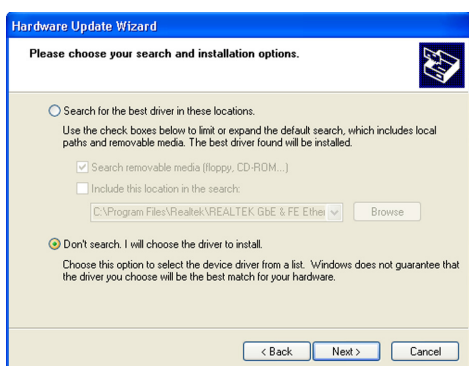 Hardware Update Wizard
Please choose your search and installation options.
Search for the best driver in these locations.
Use the check boxes below to limit or expand the default search, which includes local
paths and removable media. The best driver found will be installed.
Search removable media (floppy, CD-ROM...)
Include this location in the search:
C:\Program Files\Realtek\REALTEK GbE & FE Ether
Browse
Don't search. I will choose the driver to install.
Choose this option to select the device driver from a list. Windows does not guarantee that
the driver you choose will be the best match for your hardware.
< Back Next > Cancel